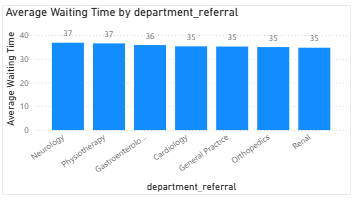 Average Waiting Time by department_referral
Average Waiting Time
40
30
20
10
0
37
37
36
35
35
35
35
Neurology
Physiotherapy
Gastroenterolo...
Cardiology
General Practice
Orthopedics
Renal
department_referral